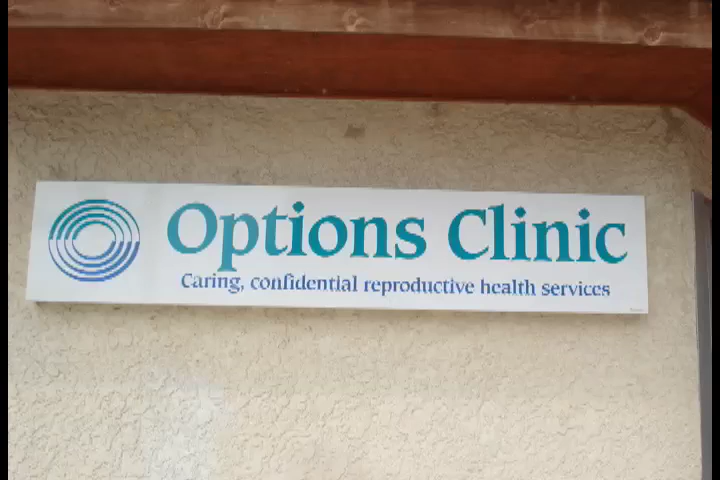 Options Clinic
Caring, confidential reproductive health services